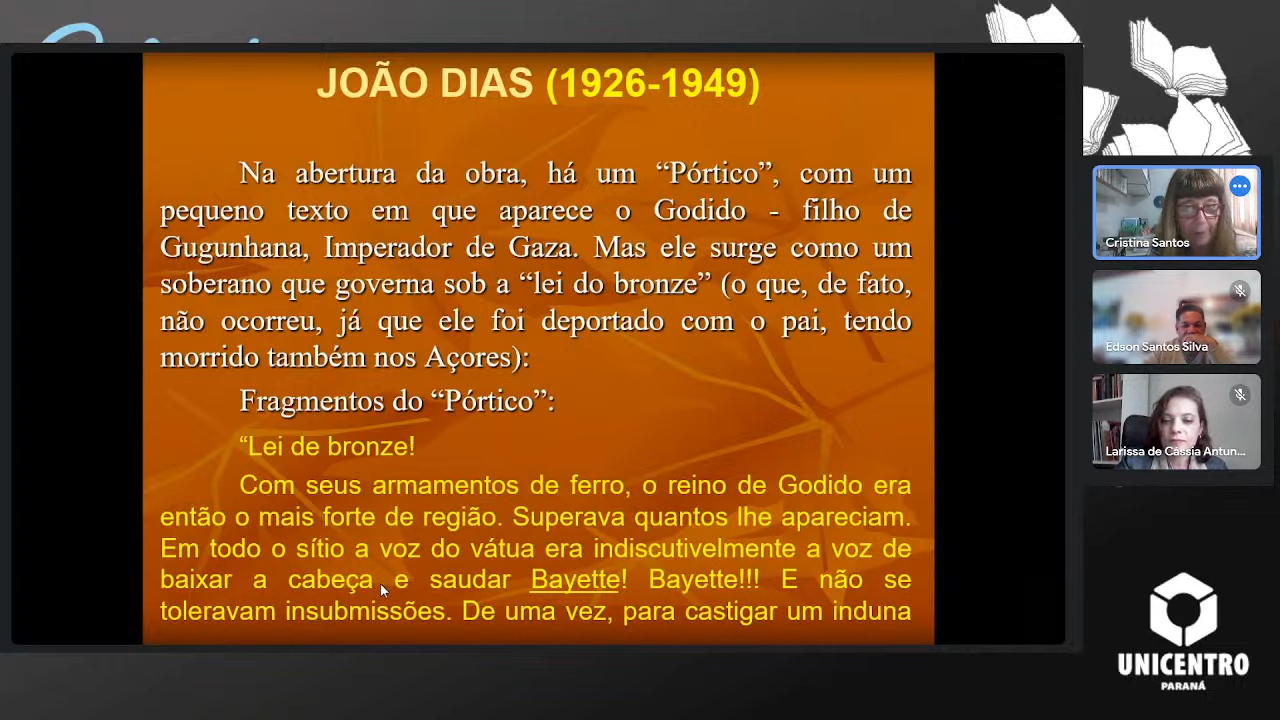 JOÃO DIAS (1926-1949)
Na abertura da obra, há um “Pórtico”, com um
pequeno texto em que aparece o Godido - filho de
Gugunhana, Imperador de Gaza. Mas ele surge como um
soberano que governa sob a “lei do bronze” (o que, de fato,
não ocorreu, já que ele foi deportado com o pai, tendo
morrido também nos Açores):
Fragmentos do “Pórtico”:
“Lei de bronze!
Com seus armamentos de ferro, o reino de Godido era
então o mais forte de região. Superava quantos lhe apareciam.
Em todo o sítio a voz do vátua era indiscutivelmente a voz de
baixar a cabeça e saudar Bayette! Bayette!!! E não se
toleravam insubmissões. De uma vez, para castigar um induna
Cristina Santos
Edson Santos Silva
Larissa de Cássia Antun...
UNICENTRO
PARANÁ